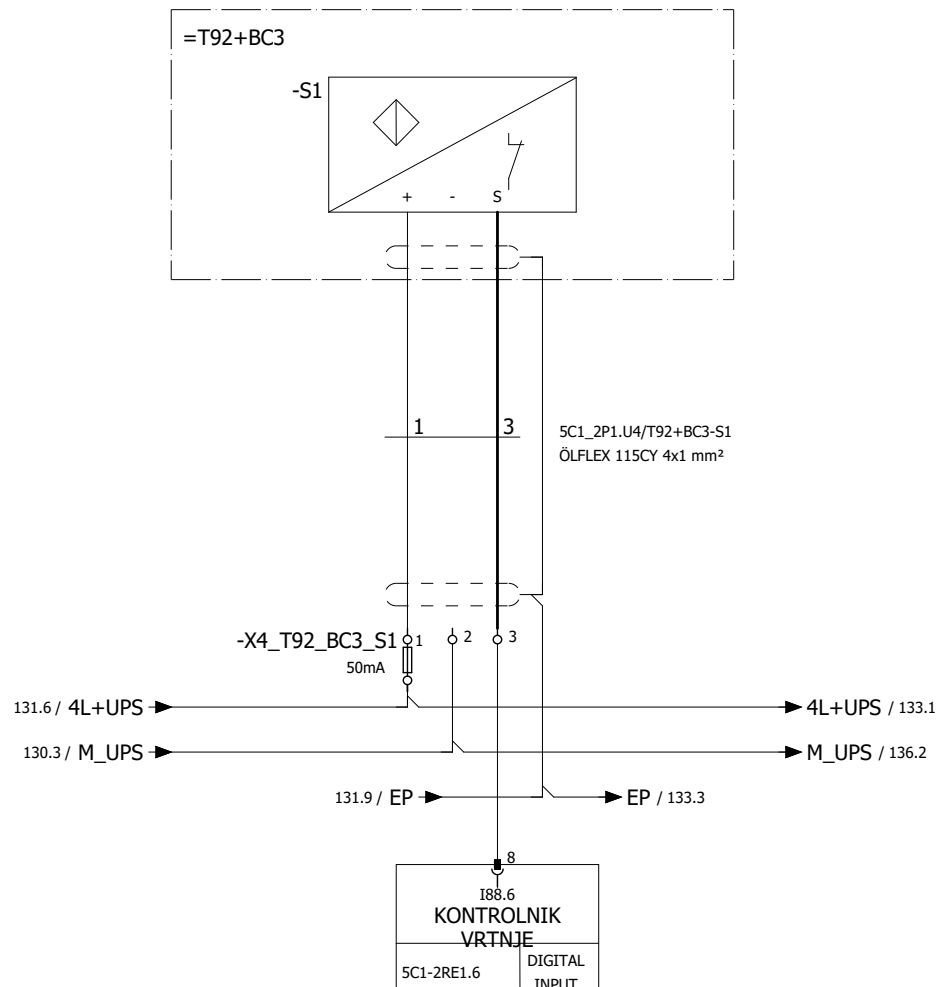 =T92+BC3
-S1
+ - S
1 3
5C1_2P1.U4/T92+BC3-S1
ÖLFLEX 115CY 4x1 mm²
-X4_T92_BC3_S1 1 2 3
50mA
131.6 / 4L+UPS 4L+UPS / 133.1
130.3 / M_UPS M_UPS / 136.2
131.9 / EP EP / 133.3
8
I88.6
KONTROLNIK
VRTNJE
5C1-2RE1.6
DIGITAL
INPUT